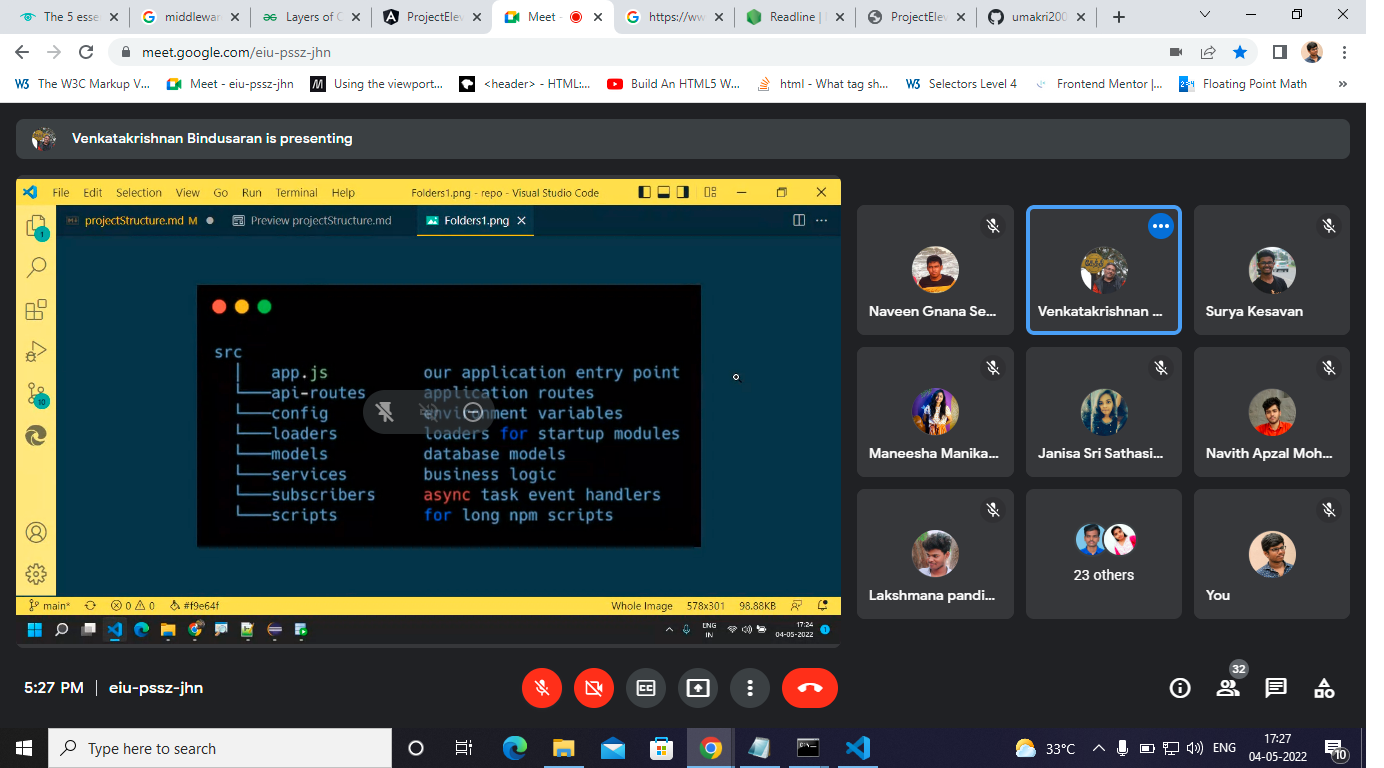 The 5 esse
middlewar
Layers of C
ProjectElev
Meet -
https://ww
Readline |
ProjectElev
umakri200
meet.google.com/eiu-pssz-jhn
The W3C Markup V...
Meet - eiu-pssz-jhn
Using the viewport...
<header> - HTML:...
Build An HTML5 W...
html - What tag sh...
Selectors Level 4
Frontend Mentor |...
Floating Point Math
»
Venkatakrishnan Bindusaran is presenting
File Edit Selection View Go Run Terminal Help
Folders1.png - repo - Visual Studio Code
projectStructure.md M
Preview projectStructure.md
Folders1.png
1
10
src
app.js our application entry point
api-routes application routes
config environment variables
loaders loaders for startup modules
models database models
services business logic
subscribers async task event handlers
scripts for long npm scripts
main*
0 0
#f9e64f
Whole Image 578x301 98.88KB
ENG
IN
17:24
04-05-2022
1
Naveen Gnana Se...
Venkatakrishnan ...
Surya Kesavan
Maneesha Manika...
Janisa Sri Sathasi...
Navith Apzal Moh...
Lakshmana pandi...
23 others
You
5:27 PM | eiu-pssz-jhn
32
Type here to search
33°C
ENG
17:27
04-05-2022
10